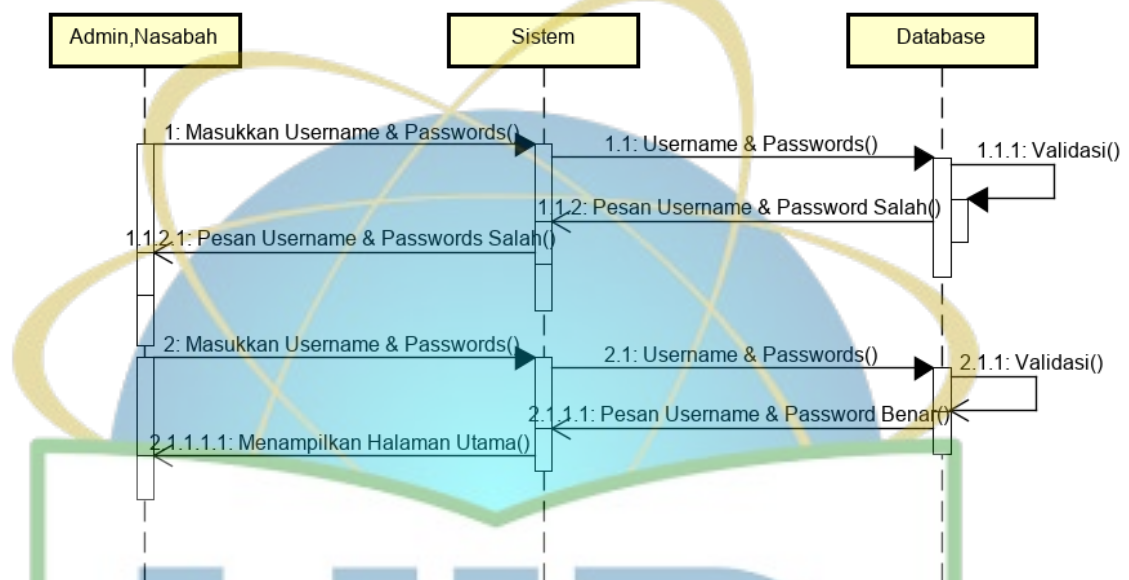 Admin,Nasabah
Sistem
Database
1: Masukkan Username & Passwords()
1.1: Username & Passwords()
1.1.1: Validasi()
1.1.2: Pesan Username & Password Salah()
1.1.2.1: Pesan Username & Passwords Salah()
2: Masukkan Username & Passwords()
2.1: Username & Passwords()
2.1.1: Validasi()
2.1.1.1: Pesan Username & Password Benar()
2.1.1.1.1: Menampilkan Halaman Utama()